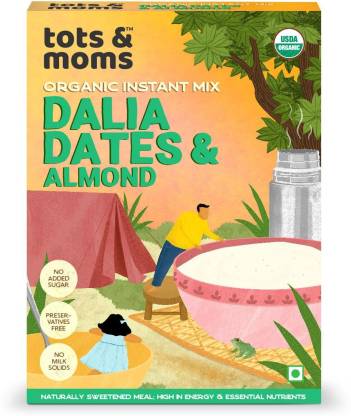 tots & ™
moms
USDA
ORGANIC
ORGANIC INSTANT MIX
DALIA
DATES &
ALMOND
NO
ADDED
SUGAR
PRESER-
VATIVES
FREE
NO
MILK
SOLIDS
NATURALLY SWEETENED MEAL; HIGH IN ENERGY & ESSENTIAL NUTRIENTS